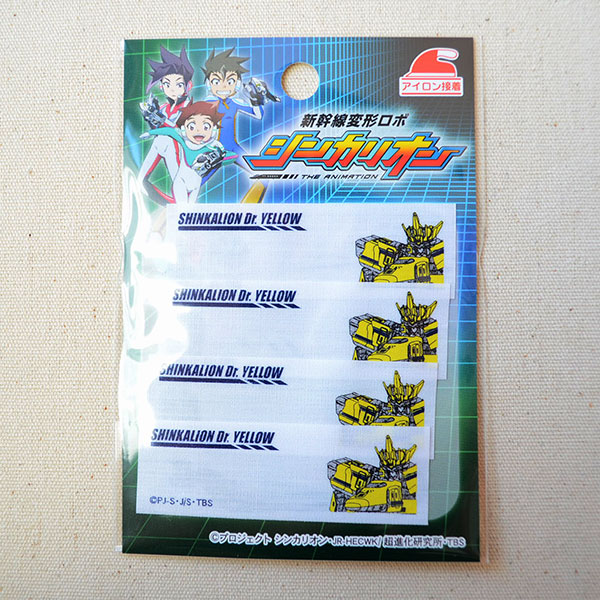 アイロン接着
新幹線変形ロボ
シンカリオン
THE ANIMATION
SHINKALION Dr. YELLOW
SHINKALION Dr. YELLOW
SHINKALION Dr. YELLOW
SHINKALION Dr. YELLOW
©PJ-S・J/S・TBS
©プロジェクト シンカリオン・JR-HECWK/ 超進化研究所・TBS